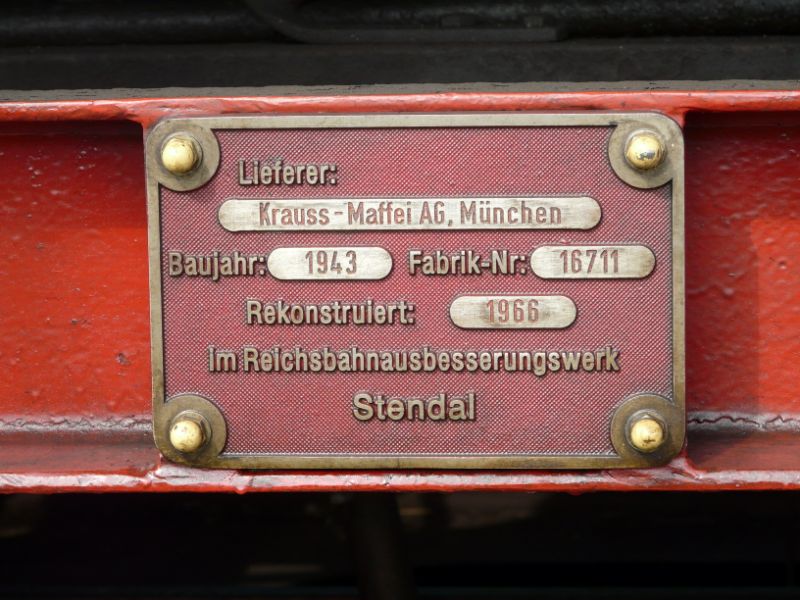 Lieferer:
Krauss-Maffei AG, München
Baujahr: 1943 Fabrik-Nr: 16711
Rekonstruiert: 1966
im Reichsbahnausbesserungswerk
Stendal